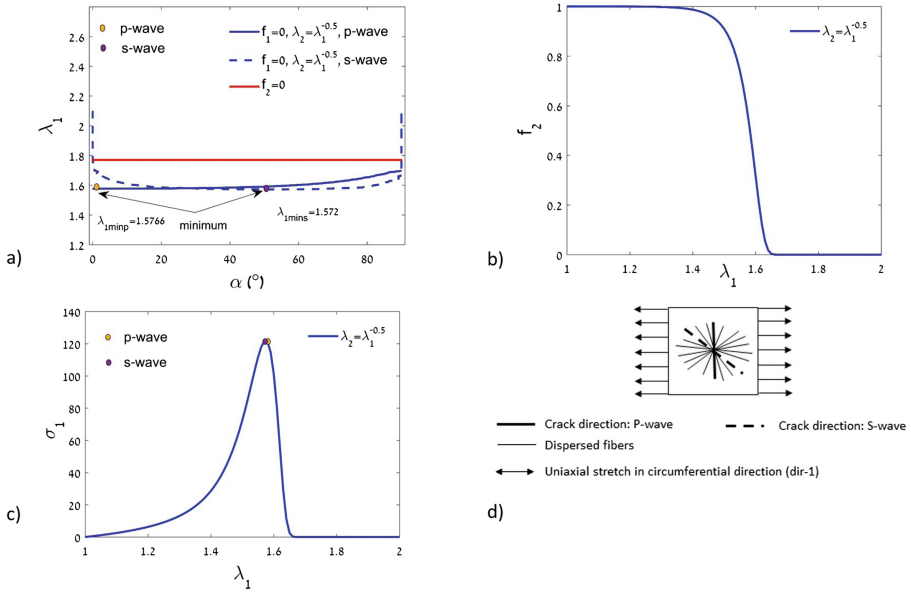 p-wave
s-wave
f₁=0, λ₂=λ₁^-0.5, p-wave
f₁=0, λ₂=λ₁^-0.5, s-wave
f₂=0
2.6
2.4
2.2
2
1.8
1.6
1.4
1.2
λ₁
λ₁minp=1.5766
minimum
λ₁mins=1.572
0
20
40
60
80
α (°)
a)
λ₂=λ₁^-0.5
1
0.8
0.6
0.4
0.2
0
f₂
1
1.2
1.4
1.6
1.8
2
λ₁
b)
p-wave
s-wave
λ₂=λ₁^-0.5
140
120
100
80
60
40
20
0
σ₁
1
1.2
1.4
1.6
1.8
2
λ₁
c)
Crack direction: P-wave
Crack direction: S-wave
Dispersed fibers
Uniaxial stretch in circumferential direction (dir-1)
d)